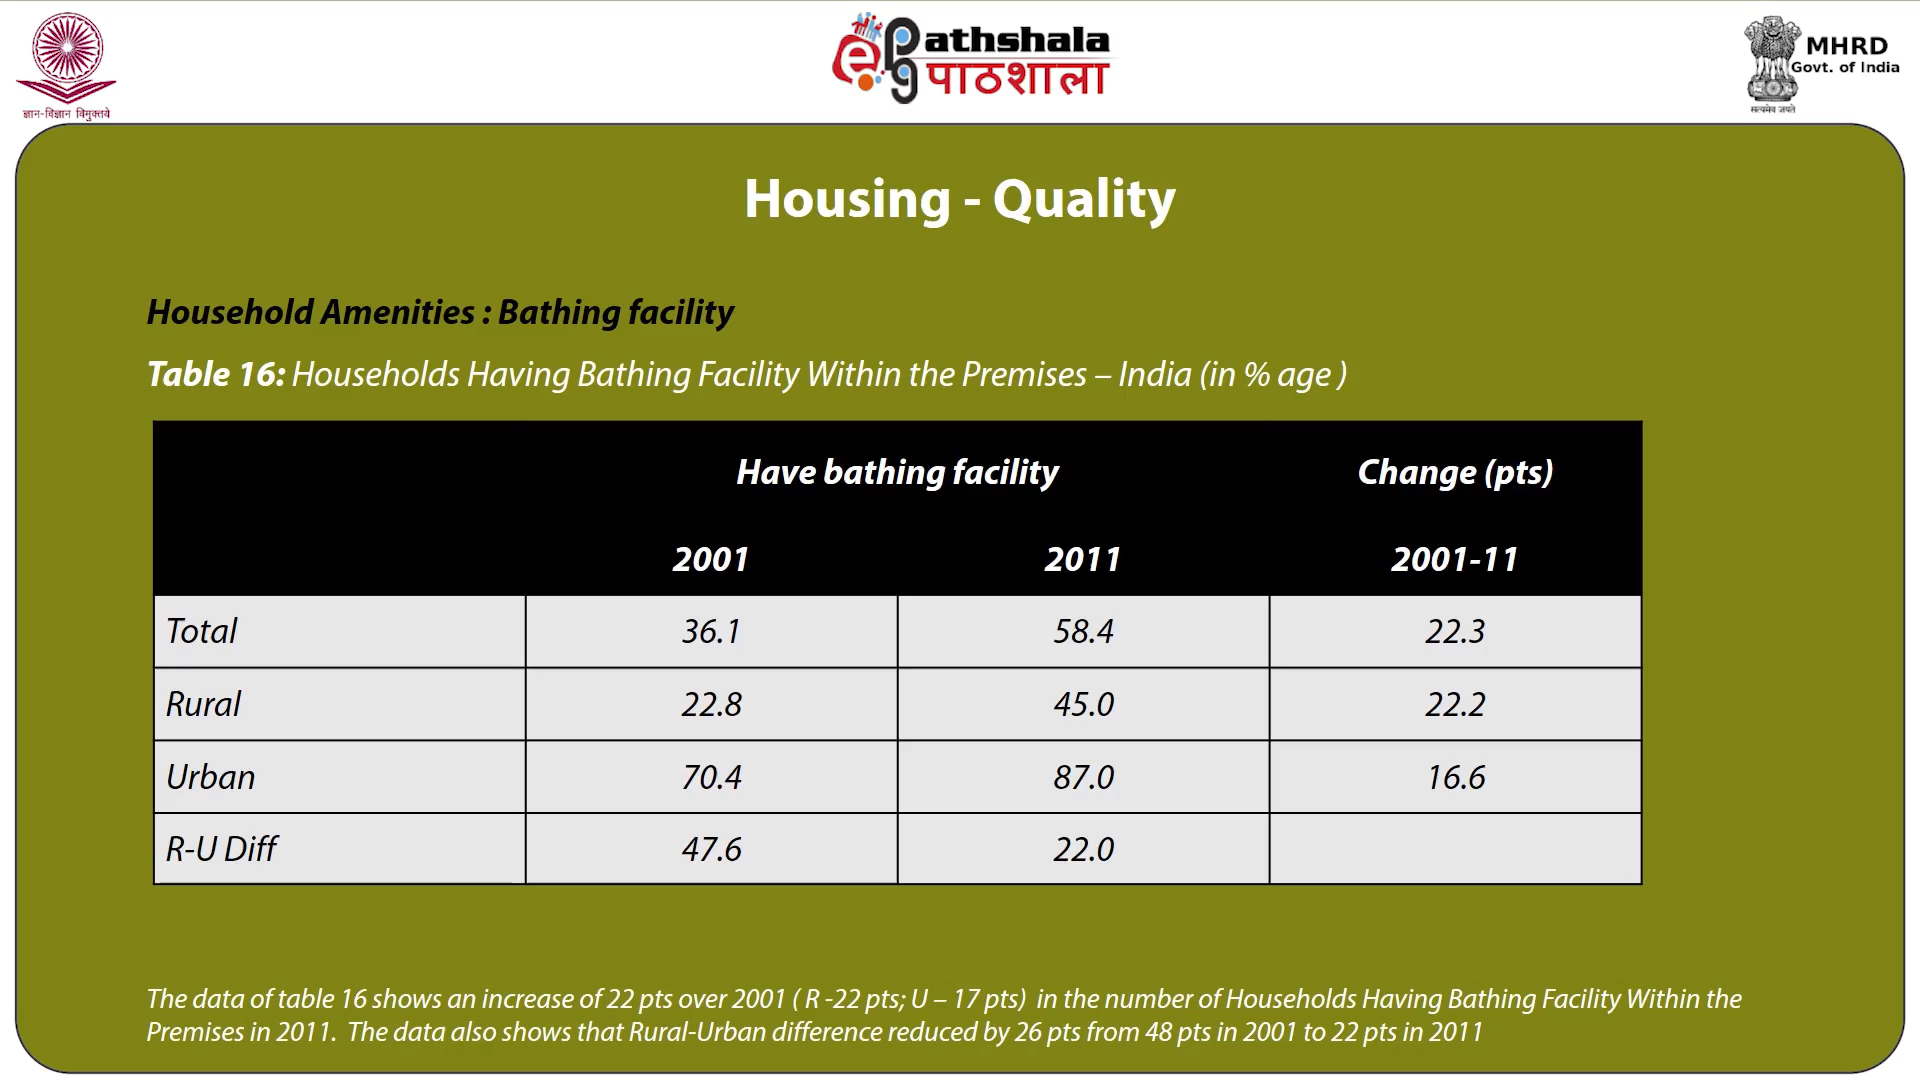 ज्ञान-विज्ञान विमुक्तये
e Pg athshala
पाठशाला
MHRD
Govt. of India
सत्यमेव जयते
Housing - Quality
Household Amenities : Bathing facility
Table 16: Households Having Bathing Facility Within the Premises – India (in % age )
Have bathing facility Change (pts)
2001 2011 2001-11
Total 36.1 58.4 22.3
Rural 22.8 45.0 22.2
Urban 70.4 87.0 16.6
R-U Diff 47.6 22.0
The data of table 16 shows an increase of 22 pts over 2001 ( R -22 pts; U – 17 pts) in the number of Households Having Bathing Facility Within the
Premises in 2011. The data also shows that Rural-Urban difference reduced by 26 pts from 48 pts in 2001 to 22 pts in 2011